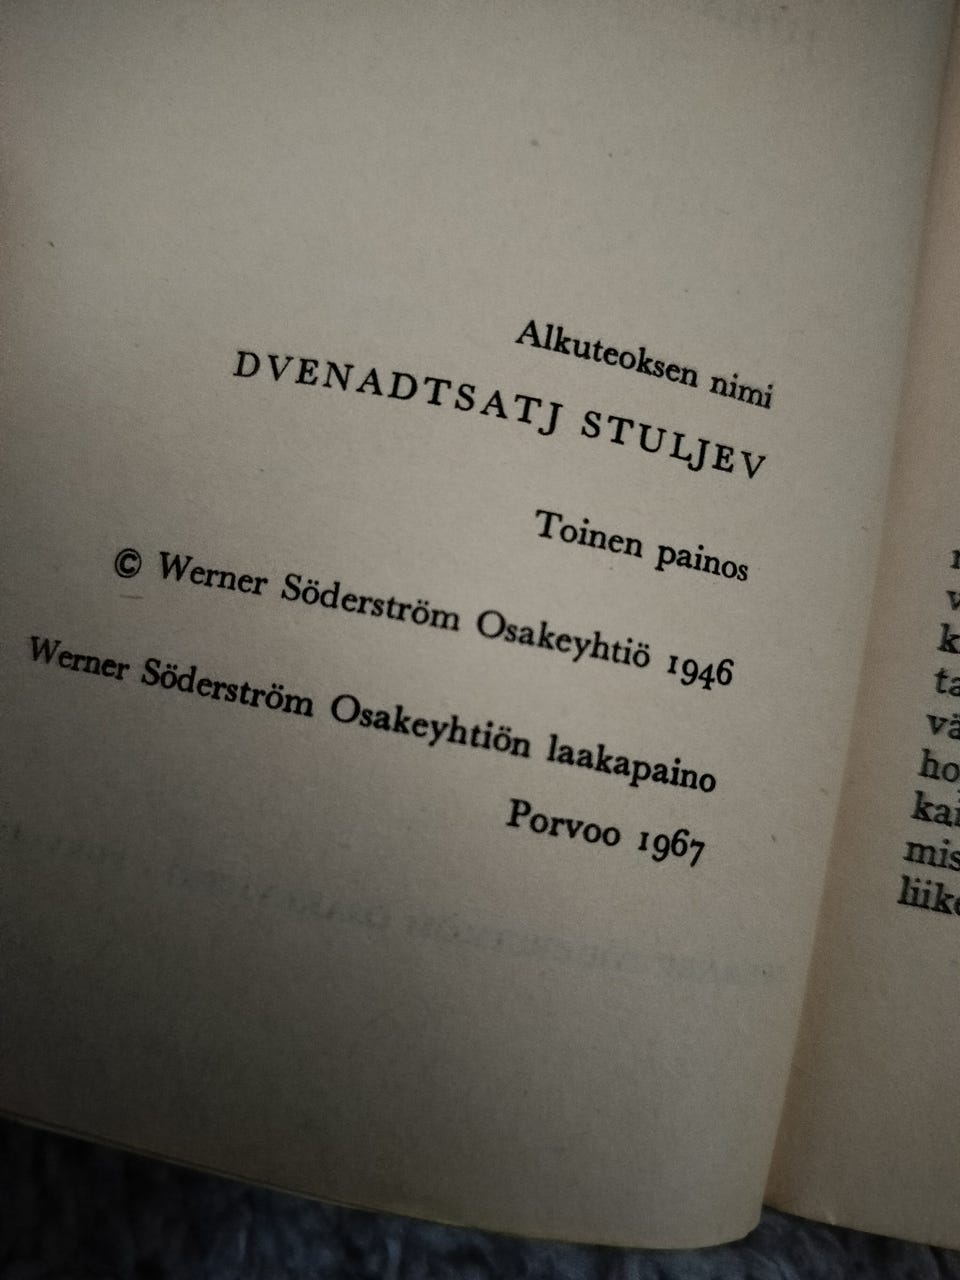 Alkuteoksen nimi
DVENADTSATJ STULJEV
Toinen painos
© Werner Söderström Osakeyhtiö 1946
Werner Söderström Osakeyhtiön laakapaino
Porvoo 1967